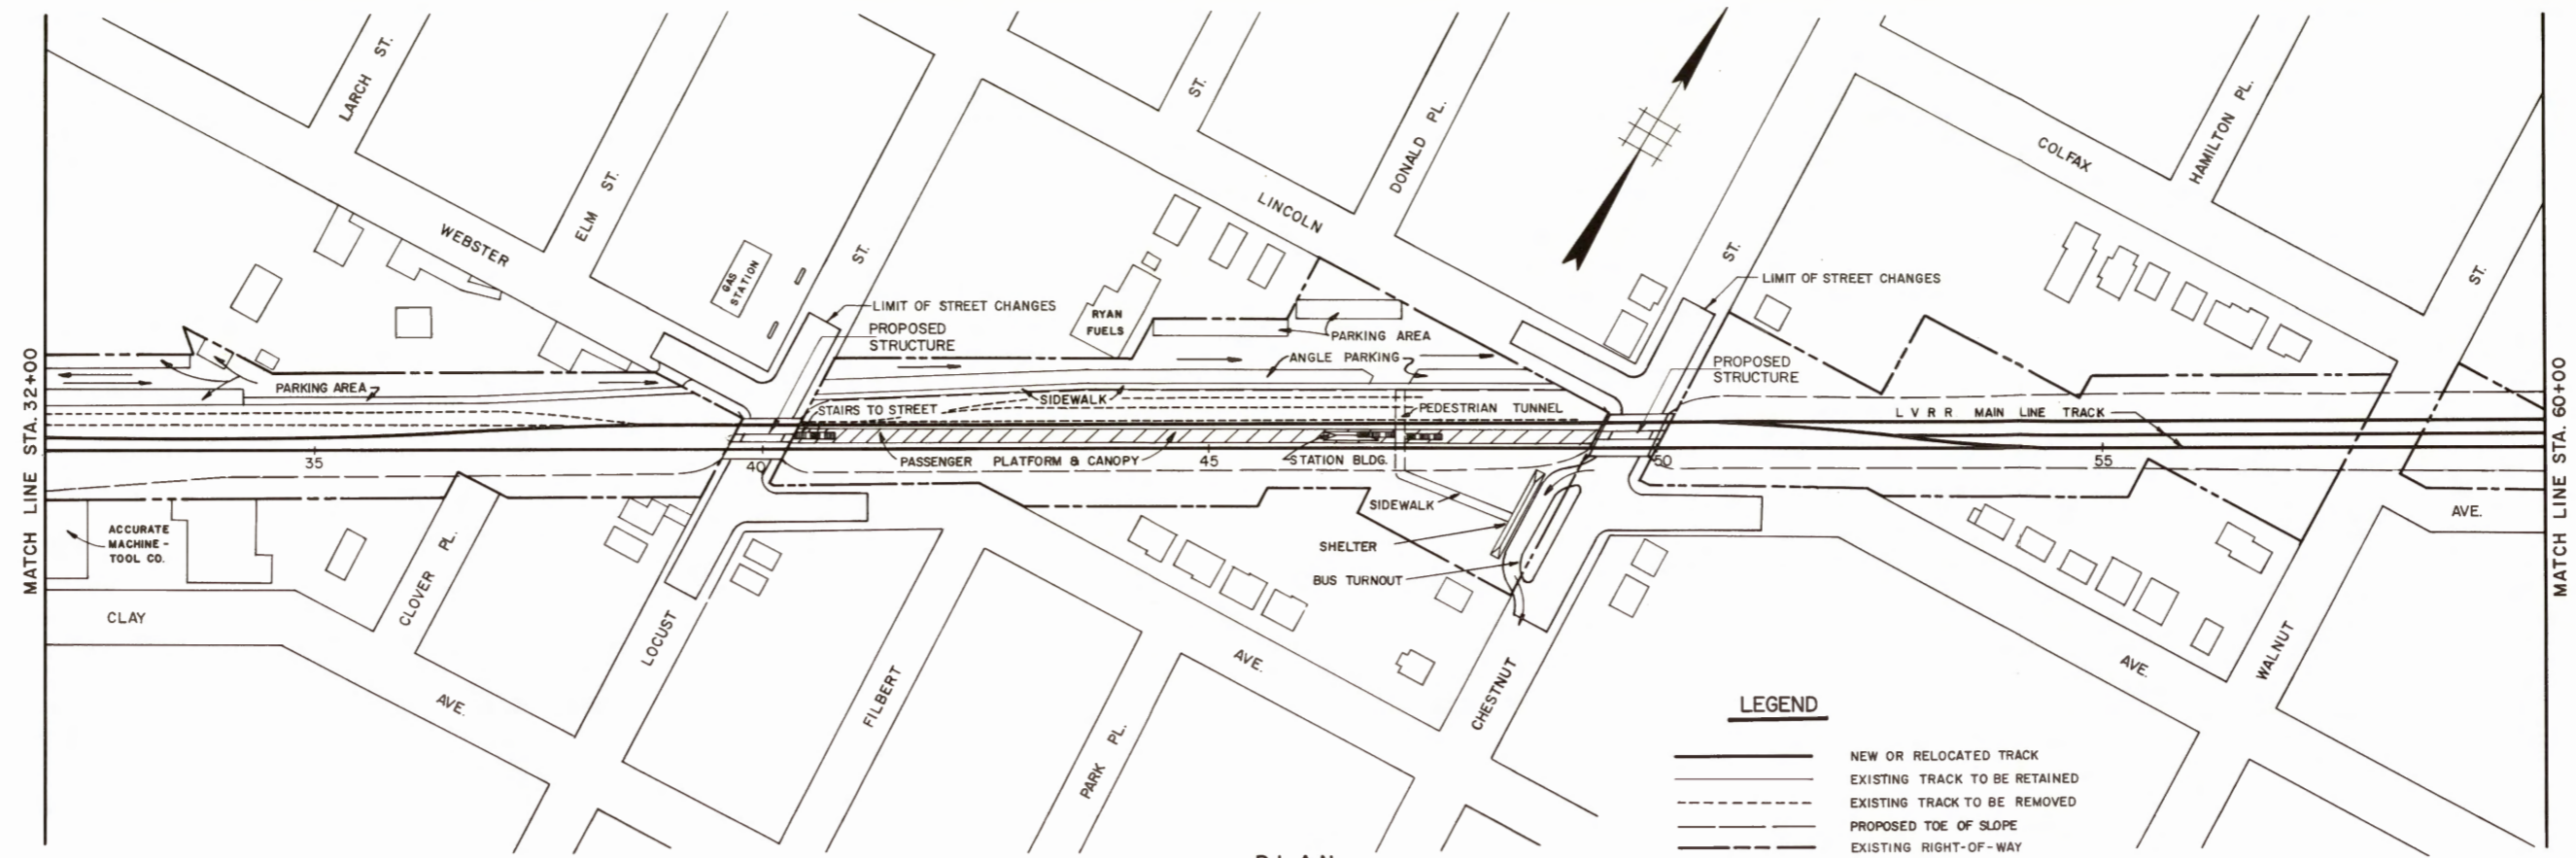 LARCH ST.
ELM ST.
WEBSTER
GAS
STATION
ST.
ST.
LINCOLN
DONALD PL.
ST.
COLFAX
HAMILTON PL.
ST.
LIMIT OF STREET CHANGES
PROPOSED
STRUCTURE
RYAN
FUELS
PARKING AREA
ANGLE PARKING
LIMIT OF STREET CHANGES
PROPOSED
STRUCTURE
PARKING AREA
SIDEWALK
STAIRS TO STREET
PEDESTRIAN TUNNEL
L V R R MAIN LINE TRACK
MATCH LINE STA. 32+00
35
40
PASSENGER PLATFORM & CANOPY
45
STATION BLDG.
50
55
MATCH LINE STA. 60+00
SIDEWALK
SHELTER
BUS TURNOUT
ACCURATE
MACHINE-
TOOL CO.
CLAY
AVE.
CLOVER PL.
LOCUST
FILBERT
PARK PL.
AVE.
CHESTNUT
AVE.
WALNUT
AVE.
LEGEND
NEW OR RELOCATED TRACK
EXISTING TRACK TO BE RETAINED
EXISTING TRACK TO BE REMOVED
PROPOSED TOE OF SLOPE
EXISTING RIGHT-OF-WAY